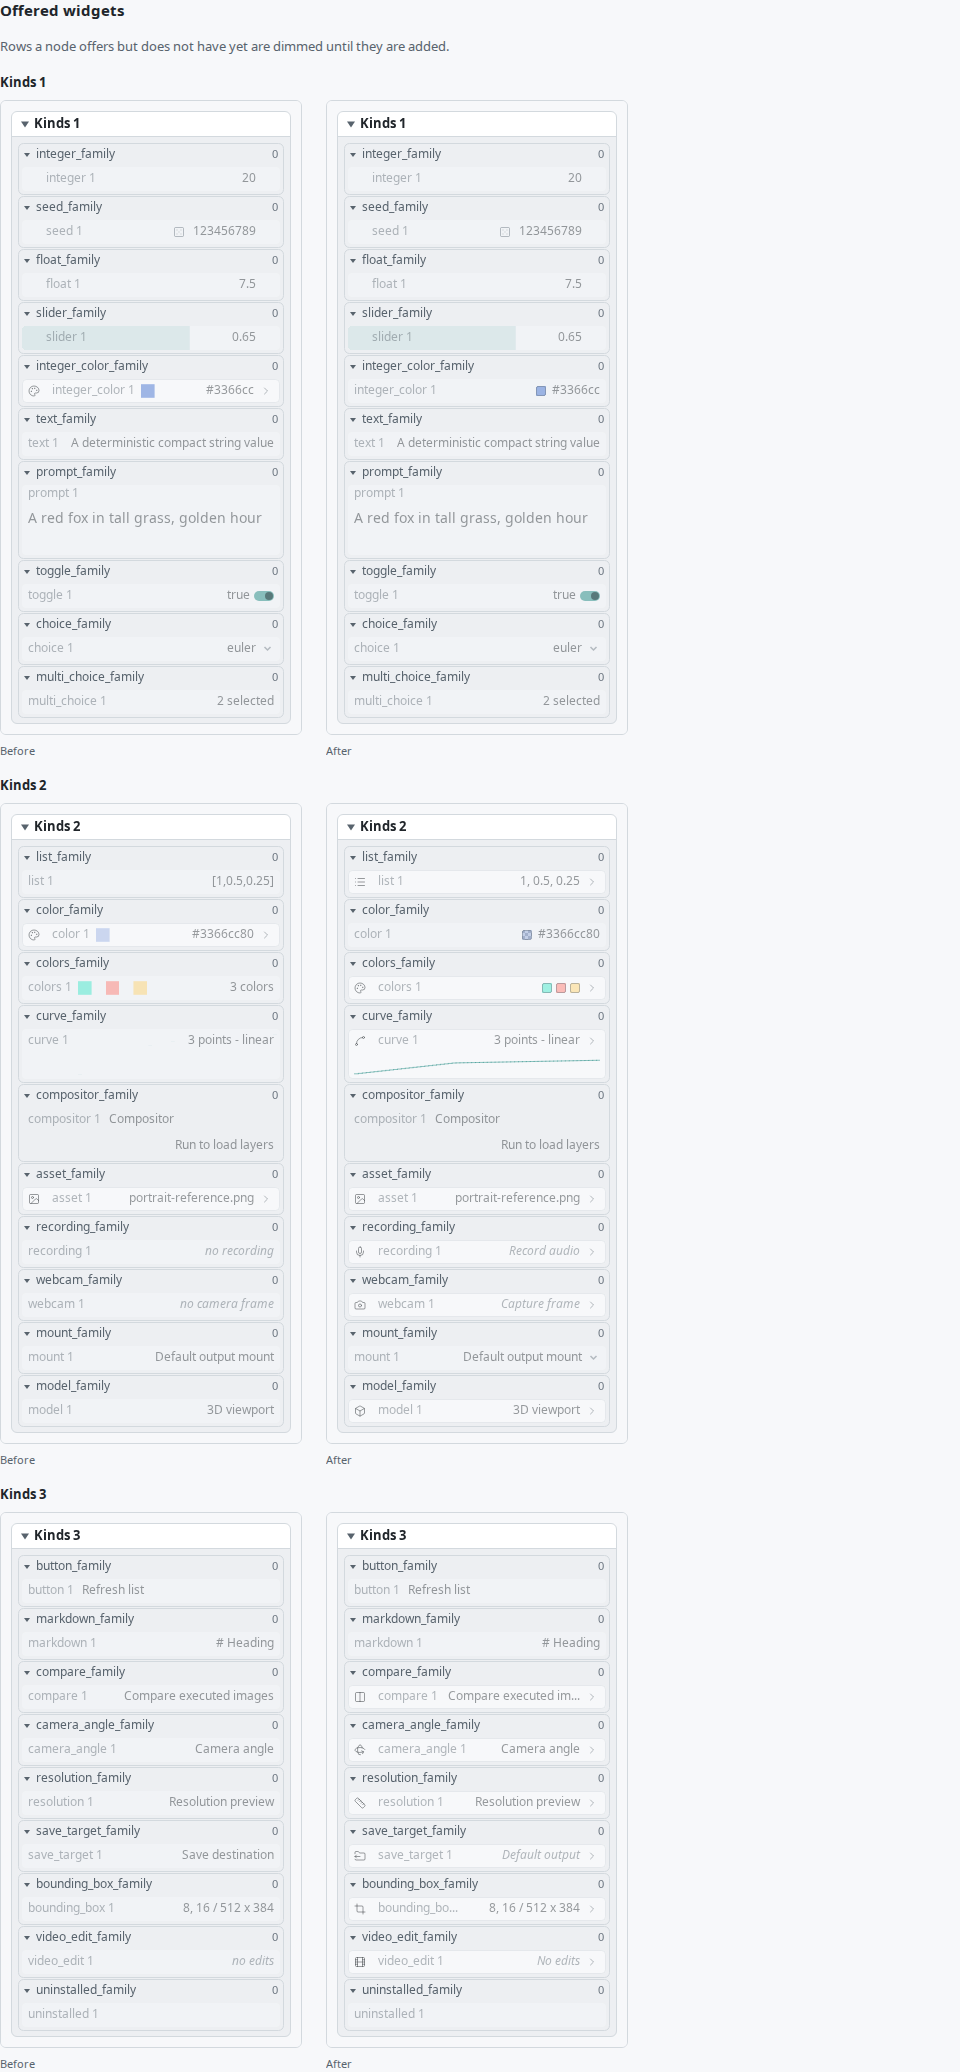 Offered widgets
Rows a node offers but does not have yet are dimmed until they are added.
Kinds 1
Kinds 1
integer_family 0
integer 1 20
seed_family 0
seed 1 123456789
float_family 0
float 1 7.5
slider_family 0
slider 1 0.65
integer_color_family 0
integer_color 1 #3366cc
text_family 0
text 1 A deterministic compact string value
prompt_family 0
prompt 1
A red fox in tall grass, golden hour
toggle_family 0
toggle 1 true
choice_family 0
choice 1 euler
multi_choice_family 0
multi_choice 1 2 selected
Before
Kinds 1
integer_family 0
integer 1 20
seed_family 0
seed 1 123456789
float_family 0
float 1 7.5
slider_family 0
slider 1 0.65
integer_color_family 0
integer_color 1 #3366cc
text_family 0
text 1 A deterministic compact string value
prompt_family 0
prompt 1
A red fox in tall grass, golden hour
toggle_family 0
toggle 1 true
choice_family 0
choice 1 euler
multi_choice_family 0
multi_choice 1 2 selected
After
Kinds 2
Kinds 2
list_family 0
list 1 [1,0.5,0.25]
color_family 0
color 1 #3366cc80
colors_family 0
colors 1 3 colors
curve_family 0
curve 1 3 points - linear
compositor_family 0
compositor 1 Compositor
Run to load layers
asset_family 0
asset 1 portrait-reference.png
recording_family 0
recording 1 no recording
webcam_family 0
webcam 1 no camera frame
mount_family 0
mount 1 Default output mount
model_family 0
model 1 3D viewport
Before
Kinds 2
list_family 0
list 1 1, 0.5, 0.25
color_family 0
color 1 #3366cc80
colors_family 0
colors 1
curve_family 0
curve 1 3 points - linear
compositor_family 0
compositor 1 Compositor
Run to load layers
asset_family 0
asset 1 portrait-reference.png
recording_family 0
recording 1 Record audio
webcam_family 0
webcam 1 Capture frame
mount_family 0
mount 1 Default output mount
model_family 0
model 1 3D viewport
After
Kinds 3
Kinds 3
button_family 0
button 1 Refresh list
markdown_family 0
markdown 1 # Heading
compare_family 0
compare 1 Compare executed images
camera_angle_family 0
camera_angle 1 Camera angle
resolution_family 0
resolution 1 Resolution preview
save_target_family 0
save_target 1 Save destination
bounding_box_family 0
bounding_box 1 8, 16 / 512 x 384
video_edit_family 0
video_edit 1 no edits
uninstalled_family 0
uninstalled 1
Before
Kinds 3
button_family 0
button 1 Refresh list
markdown_family 0
markdown 1 # Heading
compare_family 0
compare 1 Compare executed im...
camera_angle_family 0
camera_angle 1 Camera angle
resolution_family 0
resolution 1 Resolution preview
save_target_family 0
save_target 1 Default output
bounding_box_family 0
bounding_bo... 8, 16 / 512 x 384
video_edit_family 0
video_edit 1 No edits
uninstalled_family 0
uninstalled 1
After